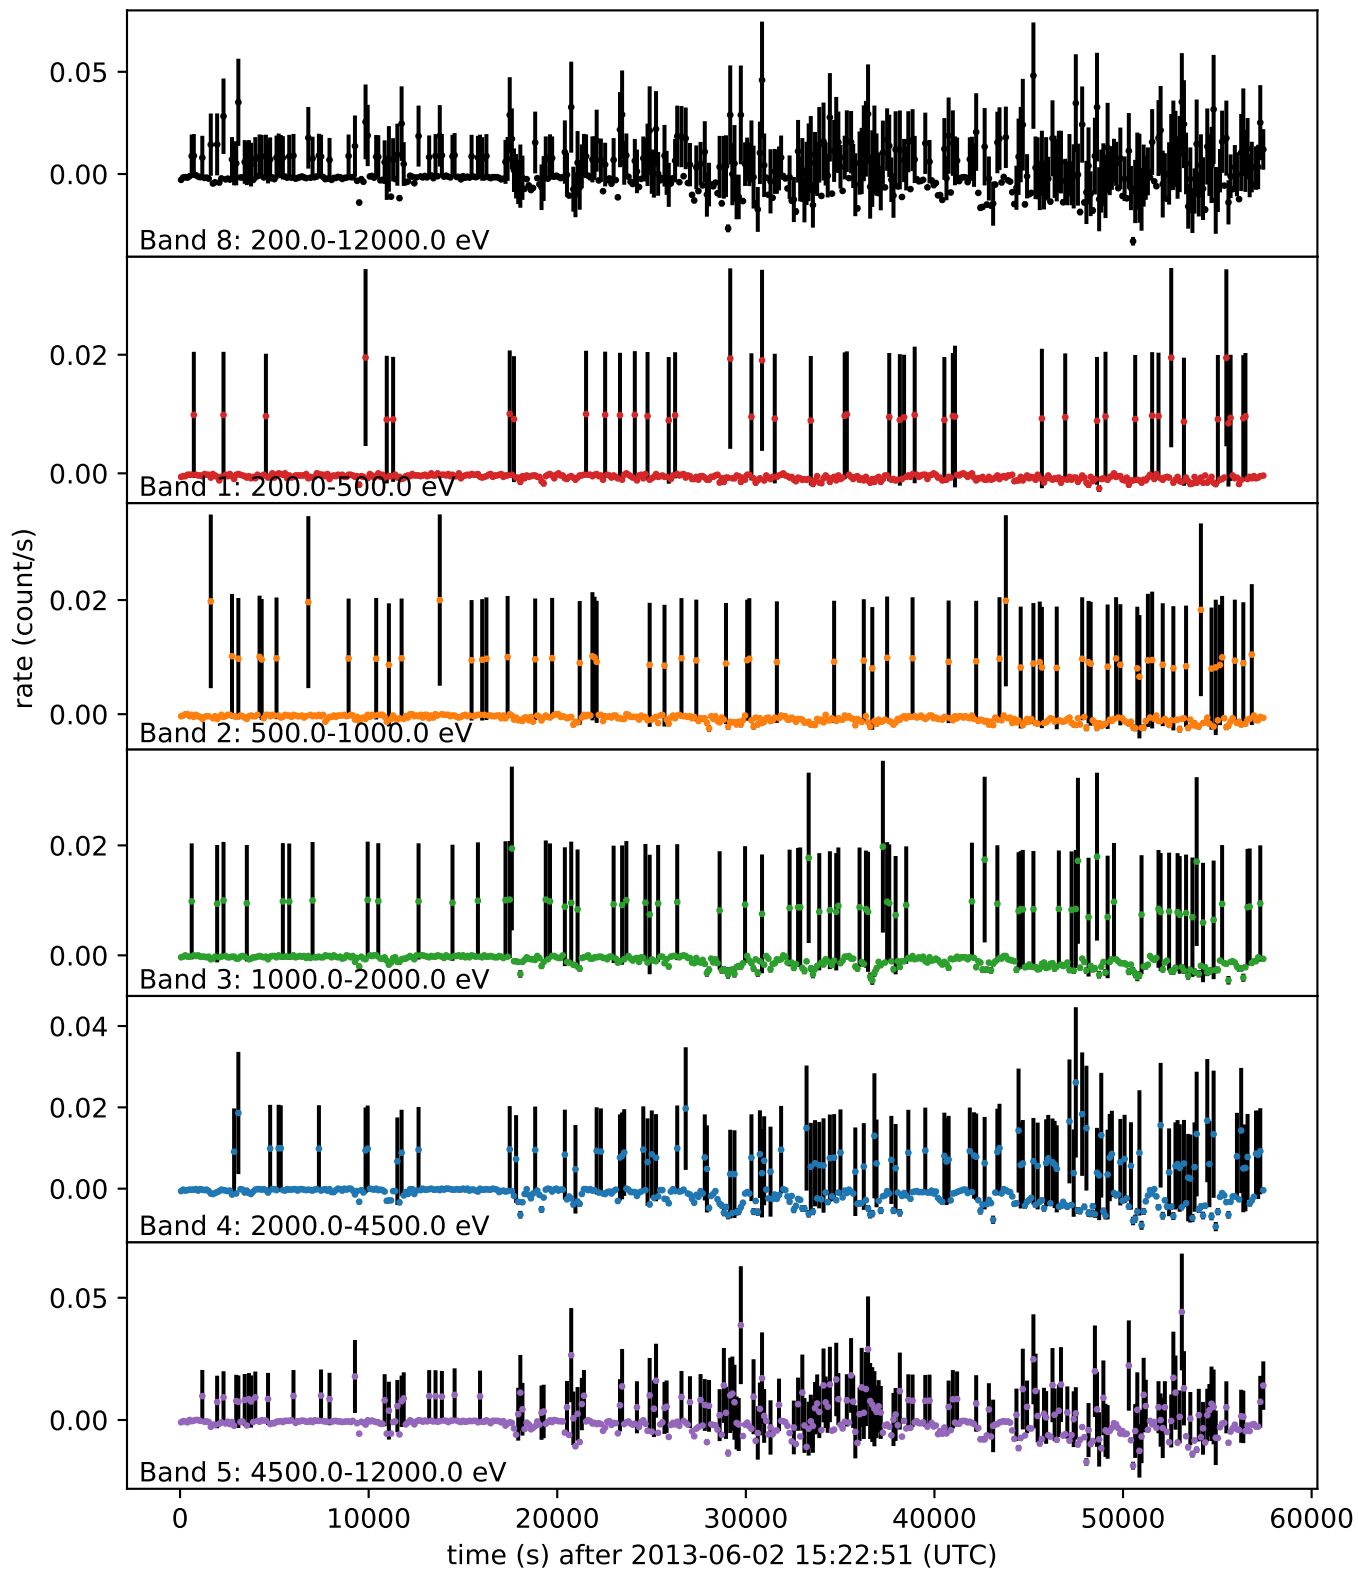 0.05
0.00
Band 8: 200.0-12000.0 eV
0.02
0.00
Band 1: 200.0-500.0 eV
0.02
0.00
Band 2: 500.0-1000.0 eV
rate (count/s)
0.02
0.00
Band 3: 1000.0-2000.0 eV
0.04
0.02
0.00
Band 4: 2000.0-4500.0 eV
0.05
0.00
Band 5: 4500.0-12000.0 eV
0 10000 20000 30000 40000 50000 60000
time (s) after 2013-06-02 15:22:51 (UTC)